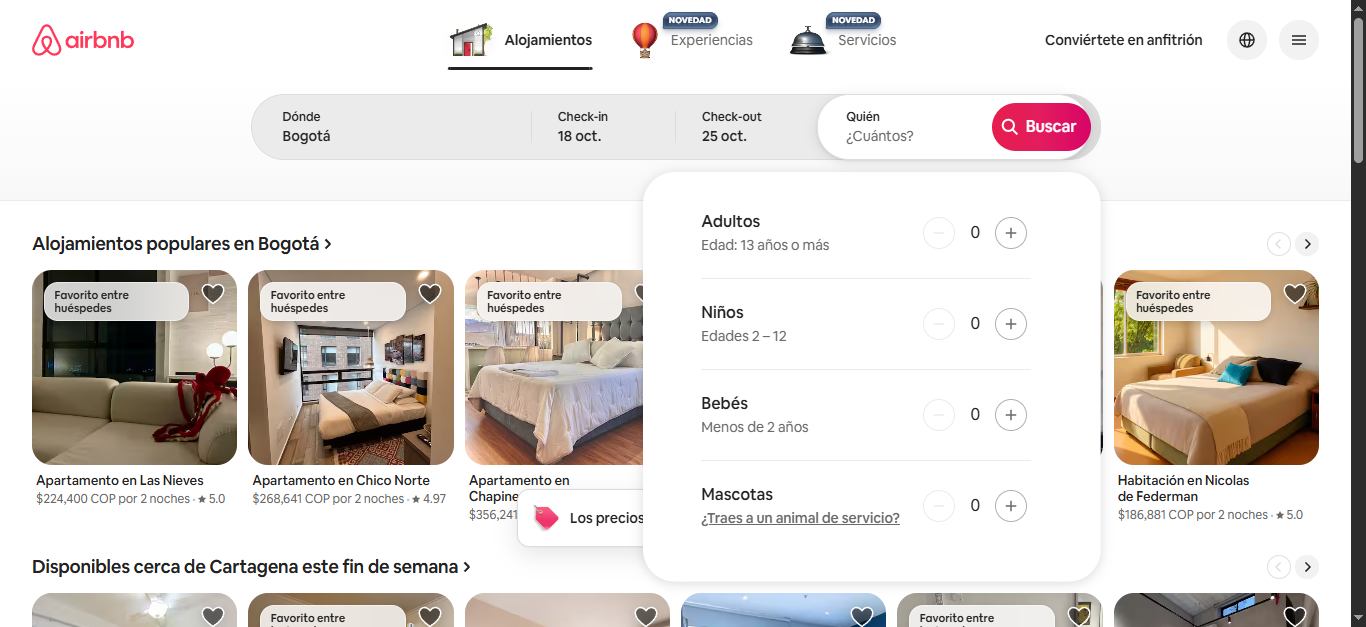 airbnb
Alojamientos
NOVEDAD
Experiencias
NOVEDAD
Servicios
Conviértete en anfitrión
Dónde
Bogotá
Check-in
18 oct.
Check-out
25 oct.
Quién
¿Cuántos?
Buscar
Adultos
Edad: 13 años o más
0
Niños
Edades 2 – 12
0
Bebés
Menos de 2 años
0
Mascotas
¿Traes a un animal de servicio?
0
Alojamientos populares en Bogotá
Favorito entre
huéspedes
Favorito entre
huéspedes
Favorito entre
huéspedes
Favorito entre
huéspedes
Apartamento en Las Nieves
$224,400 COP por 2 noches · ★ 5.0
Apartamento en Chico Norte
$268,641 COP por 2 noches · ★ 4.97
Apartamento en
Chapine
$356,241
Habitación en Nicolas
de Federman
$186,881 COP por 2 noches · ★ 5.0
Los precios
Disponibles cerca de Cartagena este fin de semana
Favorito entre
Favorito entre